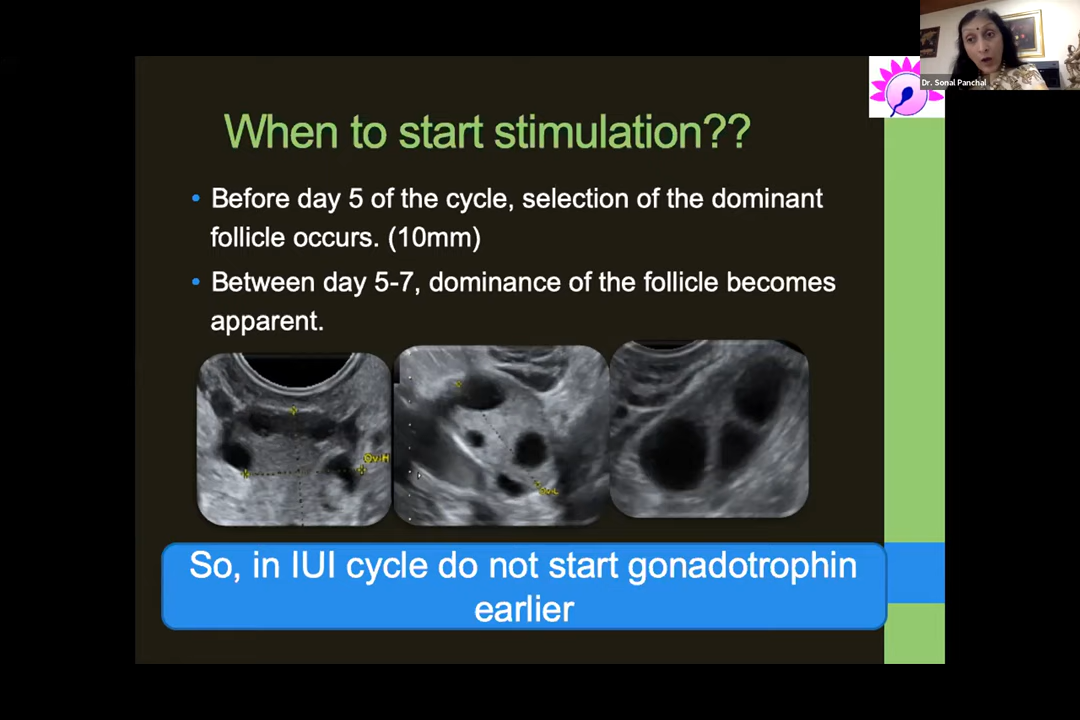 Dr. Sonal Panchal
When to start stimulation??
• Before day 5 of the cycle, selection of the dominant
follicle occurs. (10mm)
• Between day 5-7, dominance of the follicle becomes
apparent.
OvlH
So, in IUI cycle do not start gonadotrophin
earlier